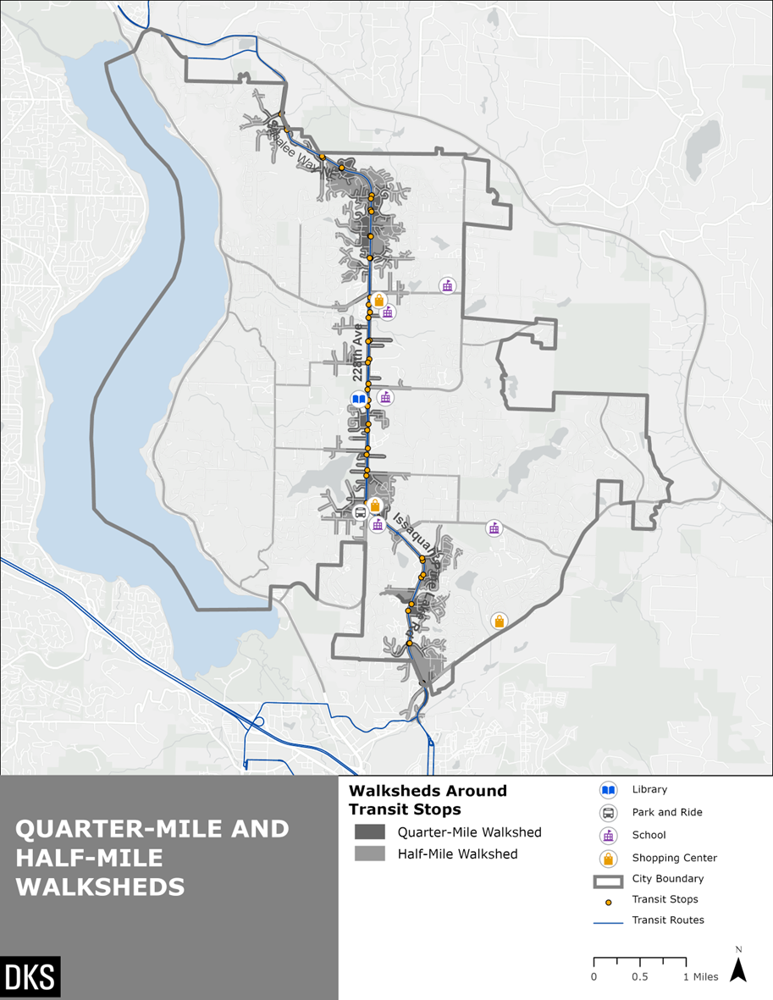 Sahalee Way NE
228th Ave
Issaquah-Pine Lake Rd
QUARTER-MILE AND
HALF-MILE
WALKSHEDS
DKS
Walksheds Around
Transit Stops
Quarter-Mile Walkshed
Half-Mile Walkshed
Library
Park and Ride
School
Shopping Center
City Boundary
Transit Stops
Transit Routes
N
0 0.5 1 Miles